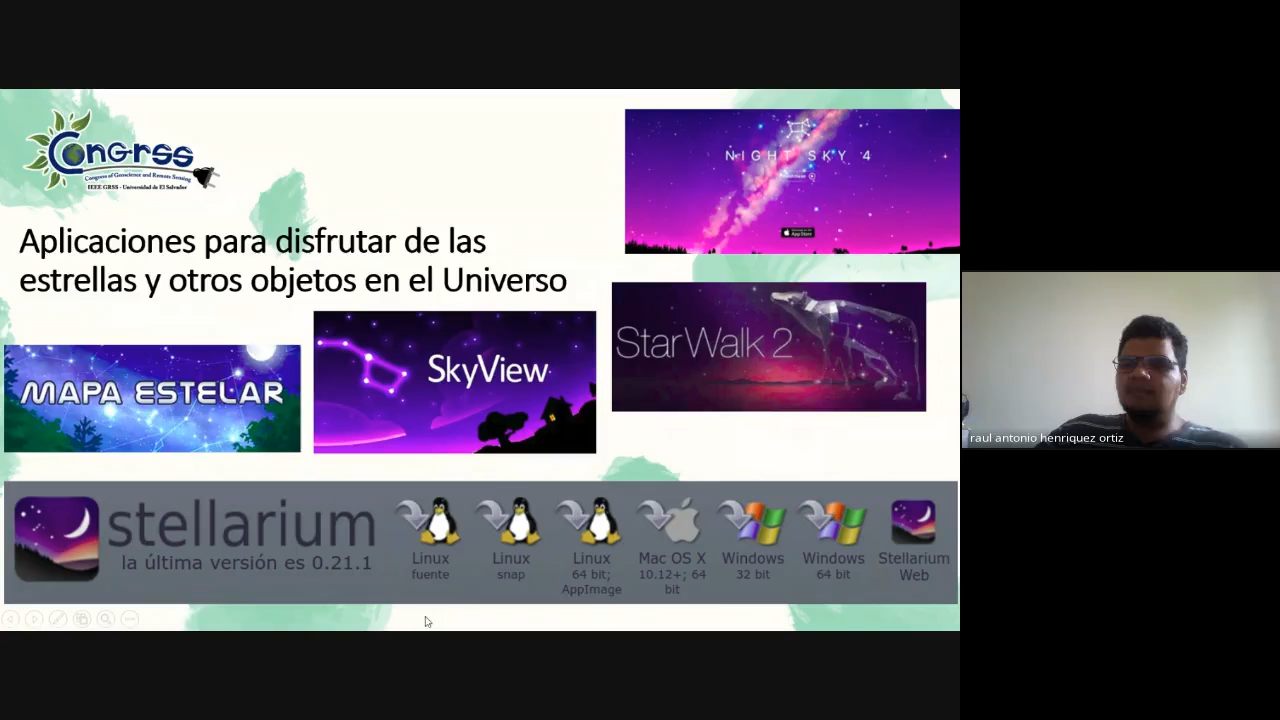 ConGRSS
Congress of Geoscience and Remote Sensing
IEEE GRSS - Universidad de El Salvador
NIGHT SKY 4
App Store
Aplicaciones para disfrutar de las
estrellas y otros objetos en el Universo
MAPA ESTELAR
SkyView
StarWalk 2
stellarium
la última versión es 0.21.1
Linux
fuente
Linux
snap
Linux
64 bit;
AppImage
Mac OS X
10.12+; 64
bit
Windows
32 bit
Windows
64 bit
Stellarium
Web
raul antonio henriquez ortiz